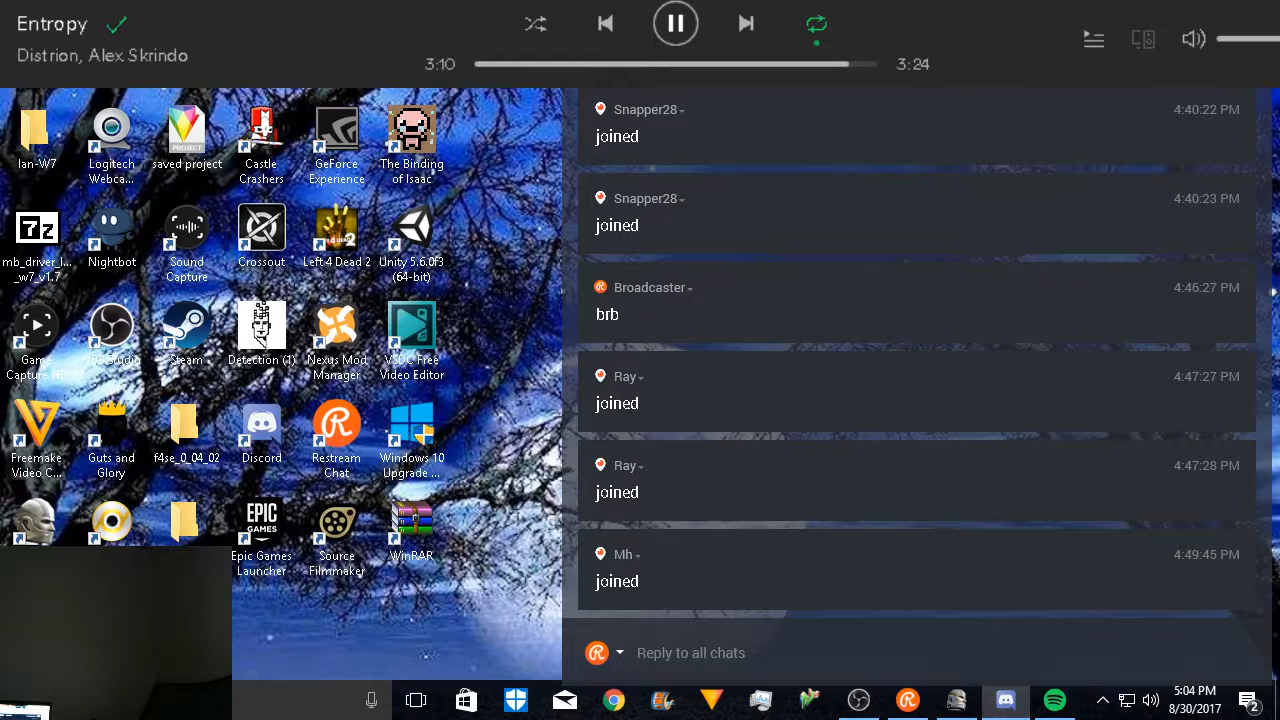 Entropy
Distrion, Alex Skrindo
3:10
3:24
Ian-W7
Logitech Webca...
saved project
PROJECT
Castle Crashers
GeForce Experience
The Binding of Isaac
7z
mb_driver_l... _w7_v1.7
Nightbot
Sound Capture
Crossout
Left 4 Dead 2
Unity 5.6.0f3 (64-bit)
Game Capture HD
OBS Studio
Steam
Detection (1)
Nexus Mod Manager
VSDC Free Video Editor
Freemake Video C...
Guts and Glory
f4se_0_04_02
Discord
Restream Chat
Windows 10 Upgrade ...
EPIC GAMES
Epic Games Launcher
Source Filmmaker
WinRAR
Snapper28
4:40:22 PM
joined
Snapper28
4:40:23 PM
joined
Broadcaster
4:46:27 PM
brb
Ray
4:47:27 PM
joined
Ray
4:47:28 PM
joined
Mh
4:49:45 PM
joined
Reply to all chats
5:04 PM
8/30/2017
2